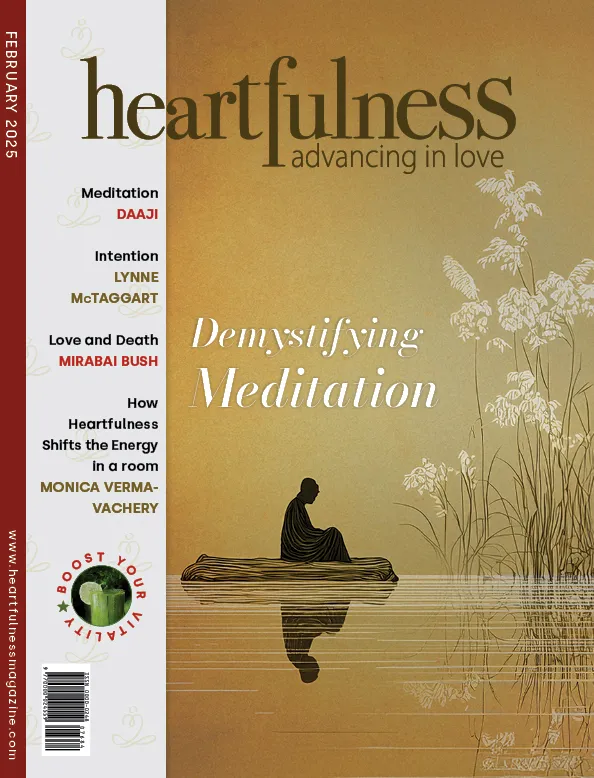 FEBRUARY 2025
heartfulness
advancing in love
Meditation
DAAJI
Intention
LYNNE
McTAGGART
Love and Death
MIRABAI BUSH
How
Heartfulness
Shifts the Energy
in a room
MONICA VERMA-
VACHERY
Demystifying
Meditation
BOOST YOUR VITALITY
www.heartfulnessmagazine.com